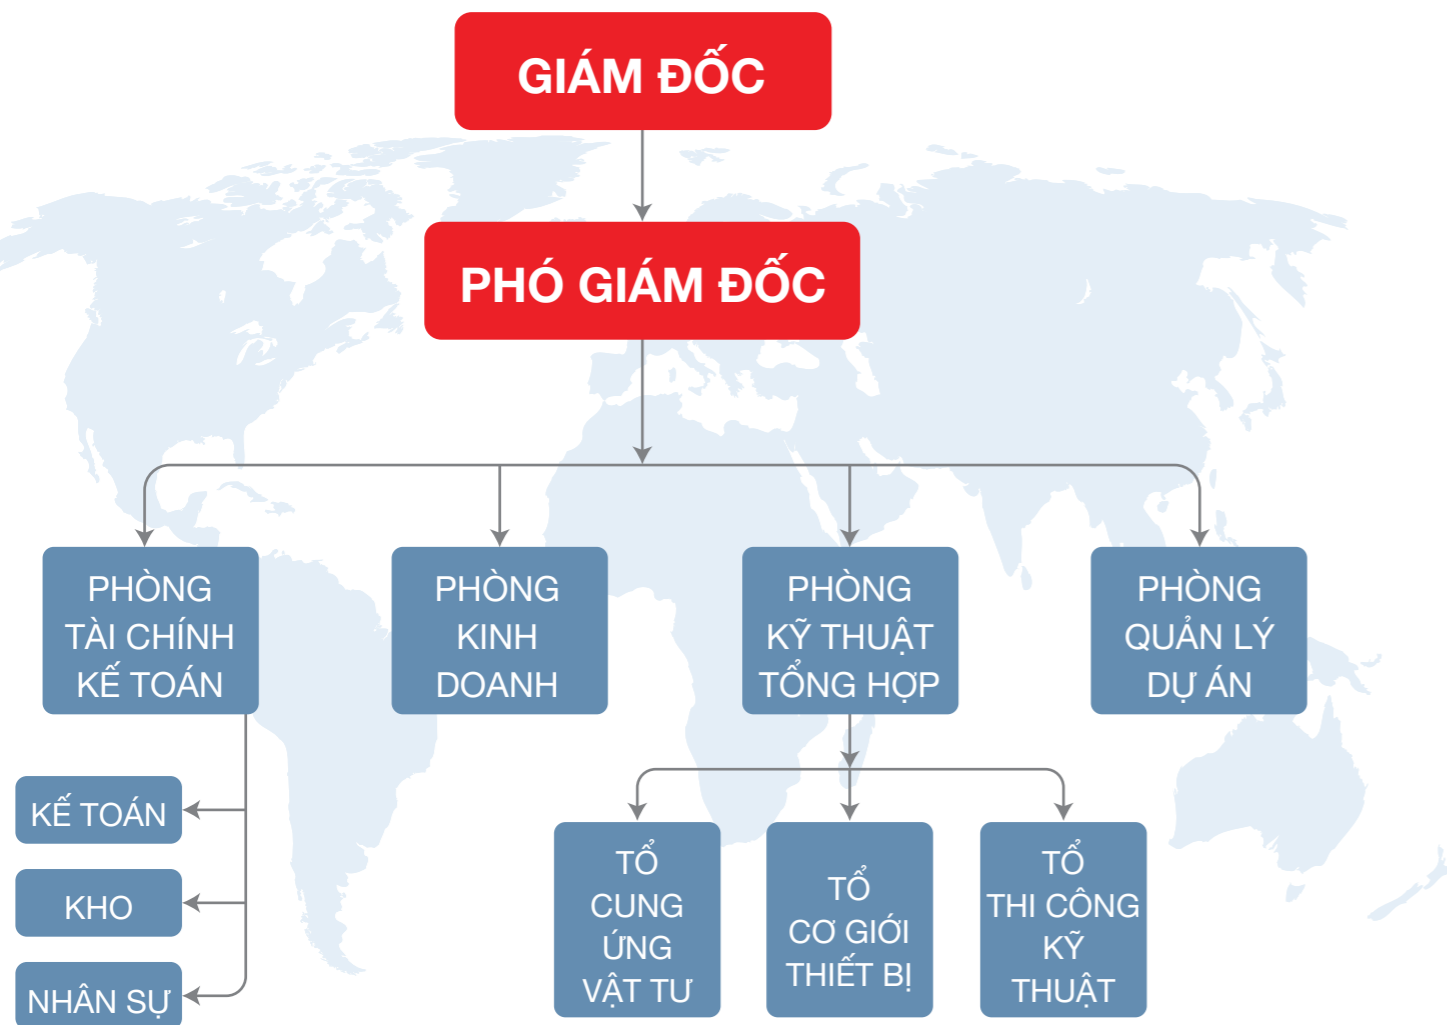 GIÁM ĐỐC
PHÓ GIÁM ĐỐC
PHÒNG
TÀI CHÍNH
KẾ TOÁN
PHÒNG
KINH
DOANH
PHÒNG
KỸ THUẬT
TỔNG HỢP
PHÒNG
QUẢN LÝ
DỰ ÁN
KẾ TOÁN
KHO
NHÂN SỰ
TỔ
CUNG
ỨNG
VẬT TƯ
TỔ
CƠ GIỚI
THIẾT BỊ
TỔ
THI CÔNG
KỸ
THUẬT